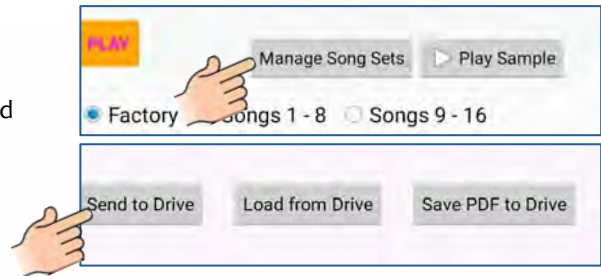 PLAY
Manage Song Sets Play Sample
d
Factory Songs 1 - 8 Songs 9 - 16
Send to Drive Load from Drive Save PDF to Drive